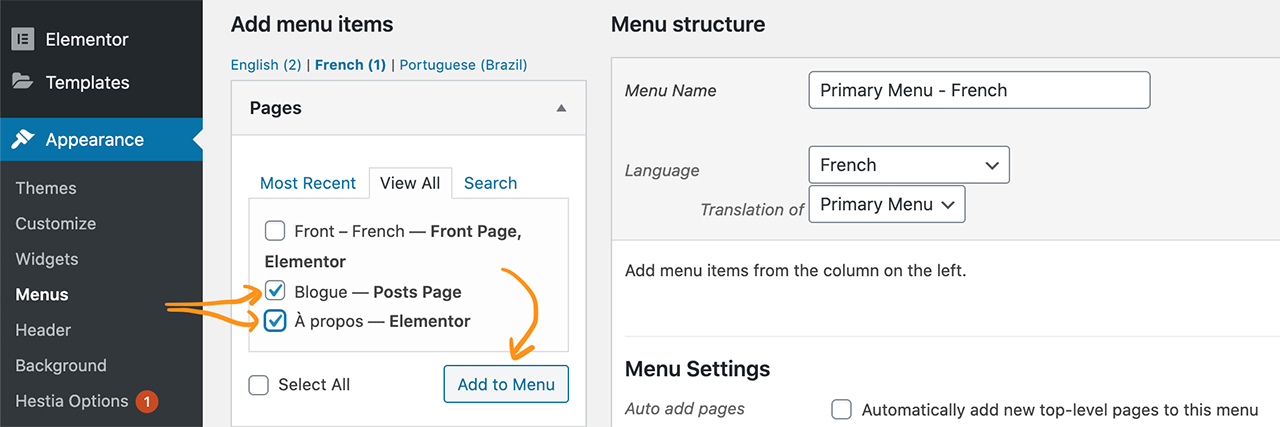 Elementor
Templates
Appearance
Themes
Customize
Widgets
Menus
Header
Background
Hestia Options 1
Add menu items
English (2) | French (1) | Portuguese (Brazil)
Pages
Most Recent View All Search
Front – French — Front Page,
Elementor
Blogue — Posts Page
À propos — Elementor
Select All Add to Menu
Menu structure
Menu Name Primary Menu - French
Language French
Translation of Primary Menu
Add menu items from the column on the left.
Menu Settings
Auto add pages Automatically add new top-level pages to this menu